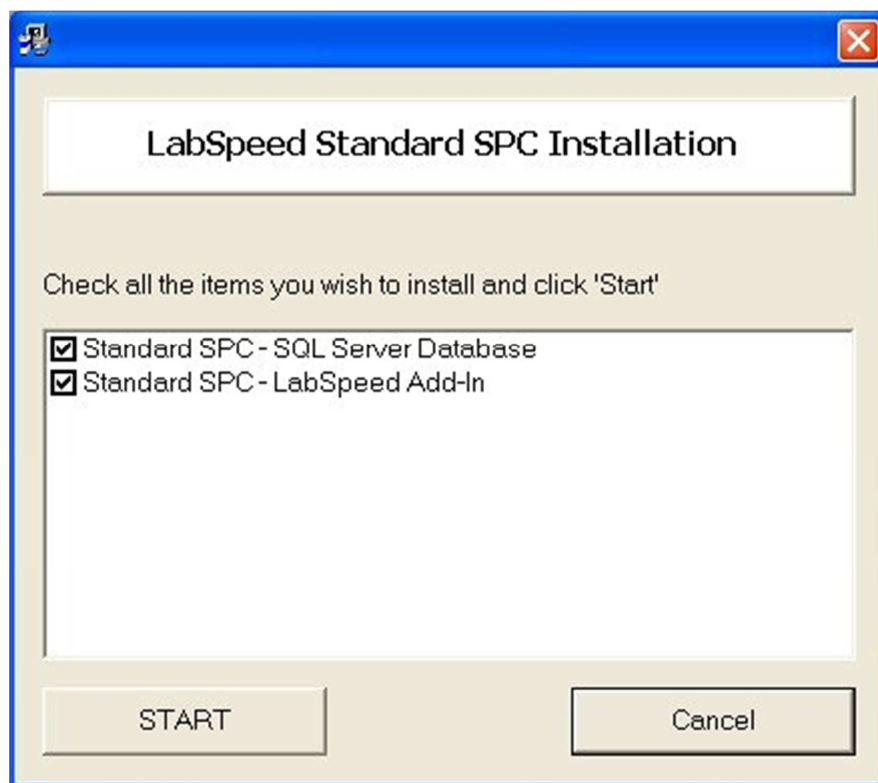 LabSpeed Standard SPC Installation
Check all the items you wish to install and click 'Start'
Standard SPC - SQL Server Database
Standard SPC - LabSpeed Add-In
START
Cancel